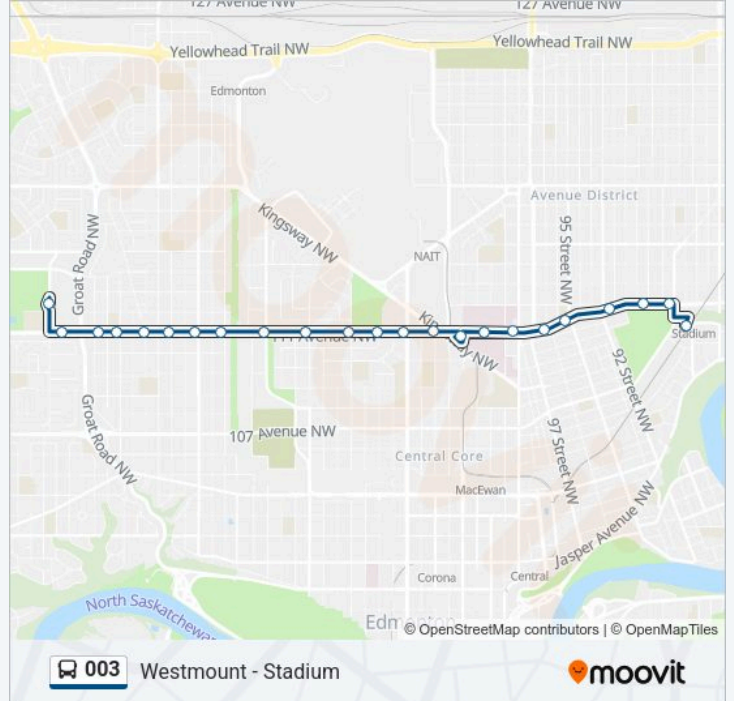 127 Avenue NW
127 Avenue NW
Yellowhead Trail NW
Yellowhead Trail NW
Edmonton
Avenue District
Kingsway NW
Groat Road NW
95 Street NW
NAIT
Kingsway NW
111 Avenue NW
Stadium
92 Street NW
Groat Road NW
107 Avenue NW
97 Street NW
Central Core
MacEwan
Jasper Avenue NW
Corona
Central
North Saskatchewan
Edmonton
© OpenStreetMap contributors | © OpenMapTiles
003
Westmount - Stadium
moovit